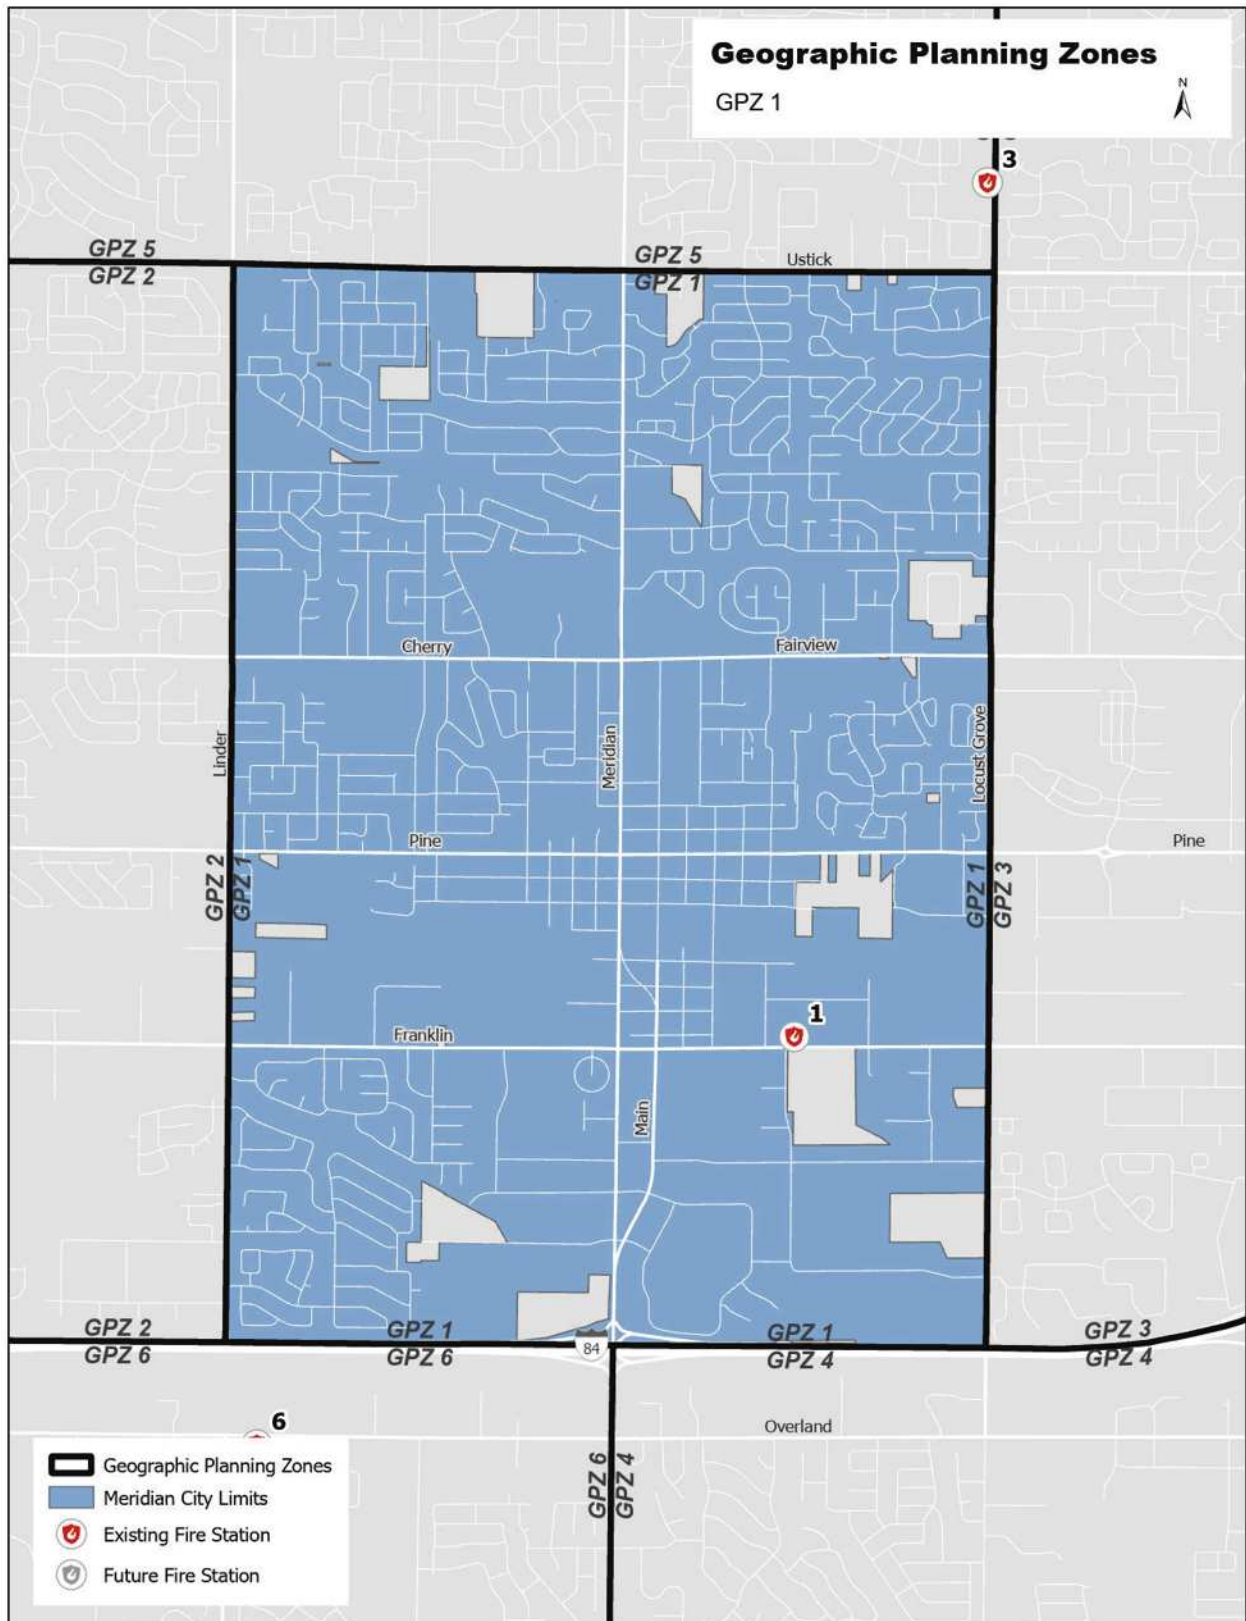 Geographic Planning Zones
GPZ 1
N
3
GPZ 5
GPZ 2
GPZ 5
GPZ 1
Ustick
Cherry
Fairview
Linder
Meridian
Locust Grove
Pine
Pine
GPZ 2
GPZ 1
GPZ 1
GPZ 3
1
Franklin
Main
GPZ 2
GPZ 6
GPZ 1
GPZ 6
84
GPZ 1
GPZ 4
GPZ 3
GPZ 4
6
Overland
GPZ 6
GPZ 4
Geographic Planning Zones
Meridian City Limits
Existing Fire Station
Future Fire Station